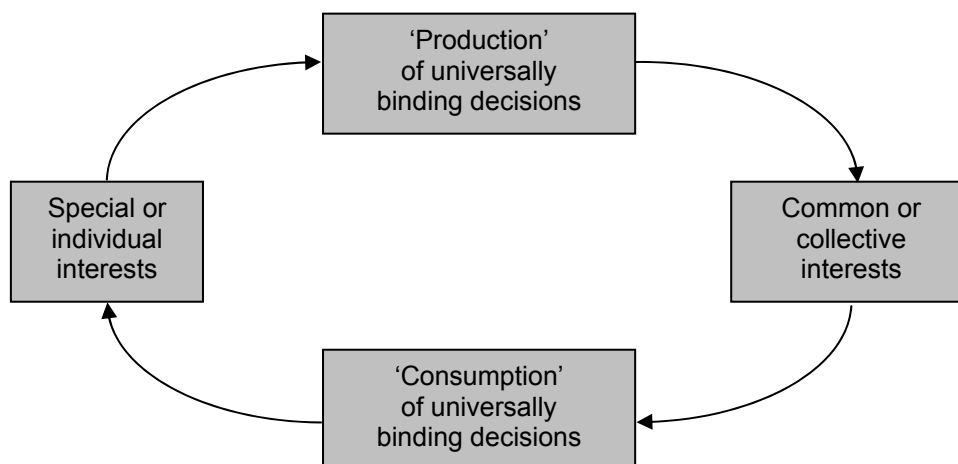 ‘Production’
of universally
binding decisions
Special or
individual
interests
Common or
collective
interests
‘Consumption’
of universally
binding decisions